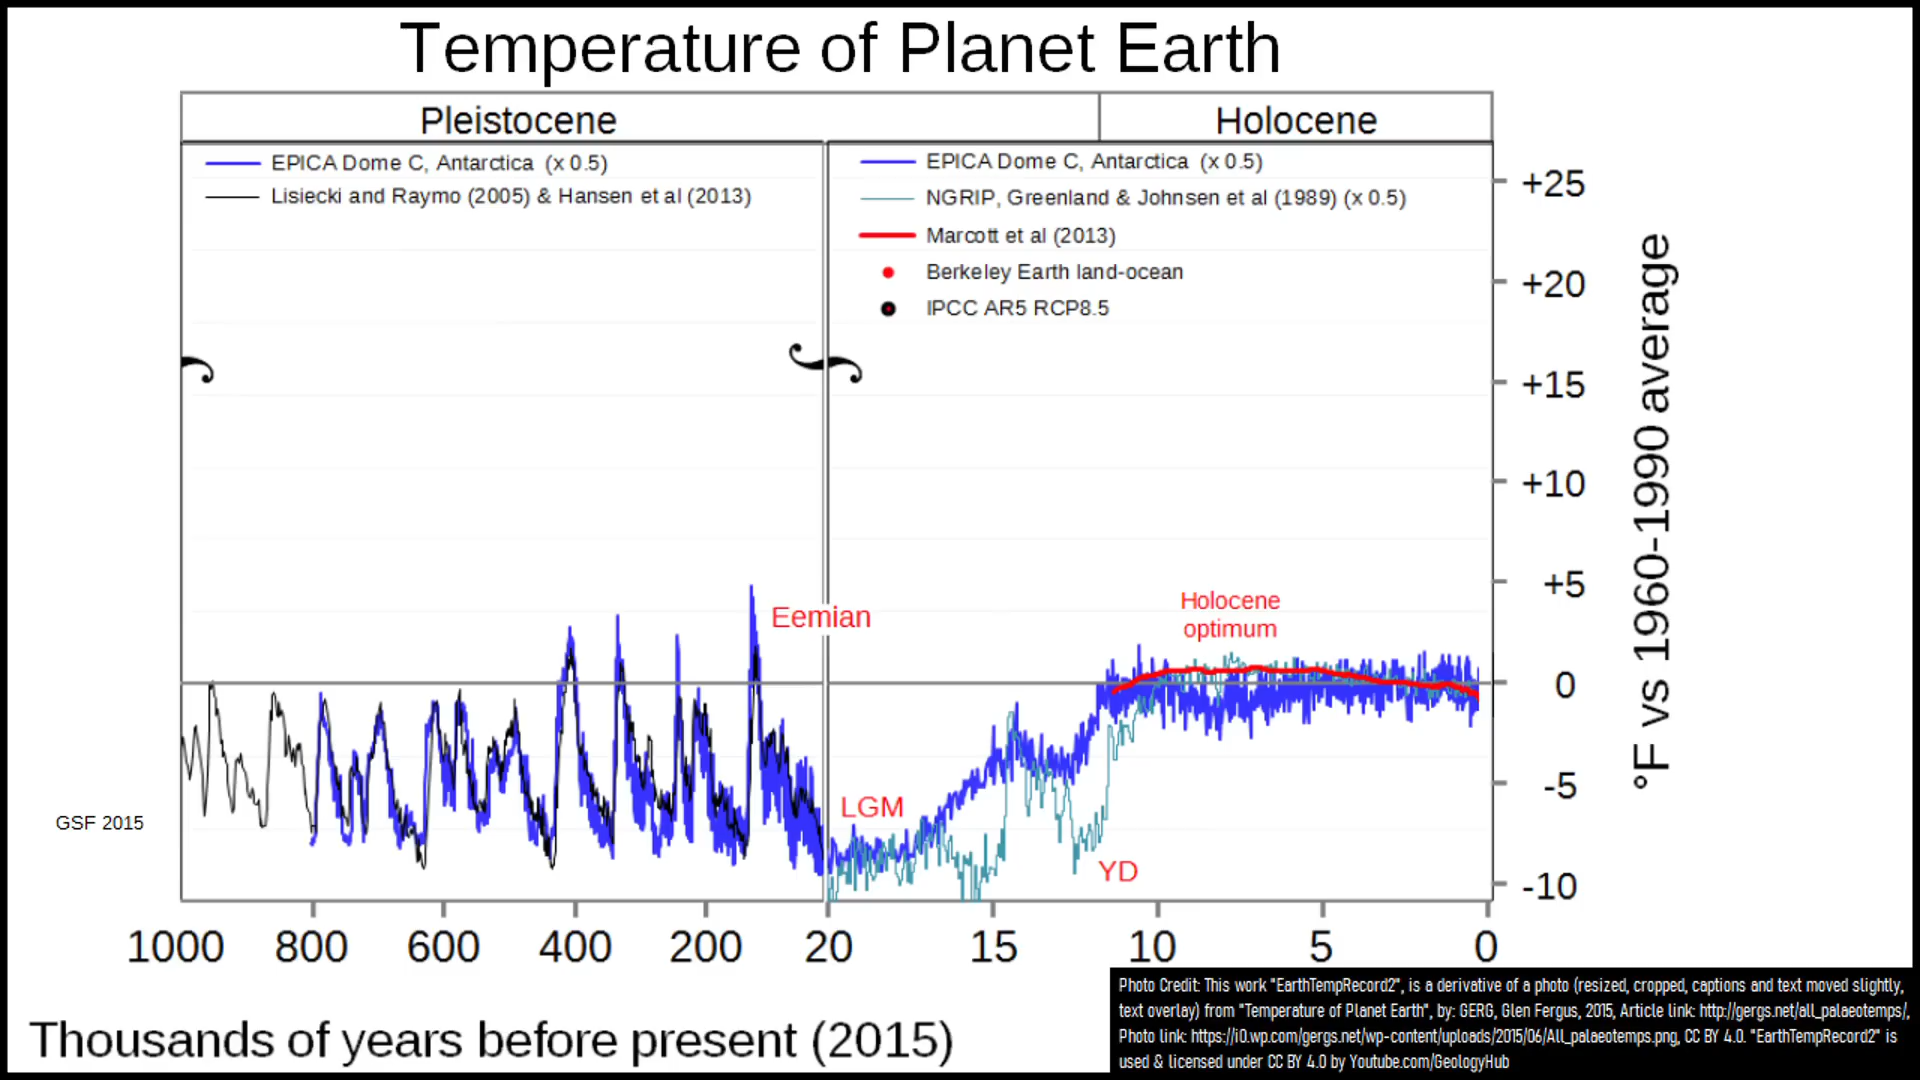 Temperature of Planet Earth
Pleistocene
Holocene
EPICA Dome C, Antarctica (x 0.5)
Lisiecki and Raymo (2005) & Hansen et al (2013)
EPICA Dome C, Antarctica (x 0.5)
NGRIP, Greenland & Johnsen et al (1989) (x 0.5)
Marcott et al (2013)
Berkeley Earth land-ocean
IPCC AR5 RCP8.5
+25
+20
+15
+10
+5
0
-5
-10
°F vs 1960-1990 average
Eemian
Holocene
optimum
LGM
YD
GSF 2015
1000 800 600 400 200 20 15 10 5 0
Thousands of years before present (2015)
Photo Credit: This work "EarthTempRecord2", is a derivative of a photo (resized, cropped, captions and text moved slightly,
text overlay) from "Temperature of Planet Earth", by: GERG, Glen Fergus, 2015, Article link: http://gergs.net/all_palaeotemps/,
Photo link: https://i0.wp.com/gergs.net/wp-content/uploads/2015/06/All_palaeotemps.png, CC BY 4.0. "EarthTempRecord2" is
used & licensed under CC BY 4.0 by Youtube.com/GeologyHub